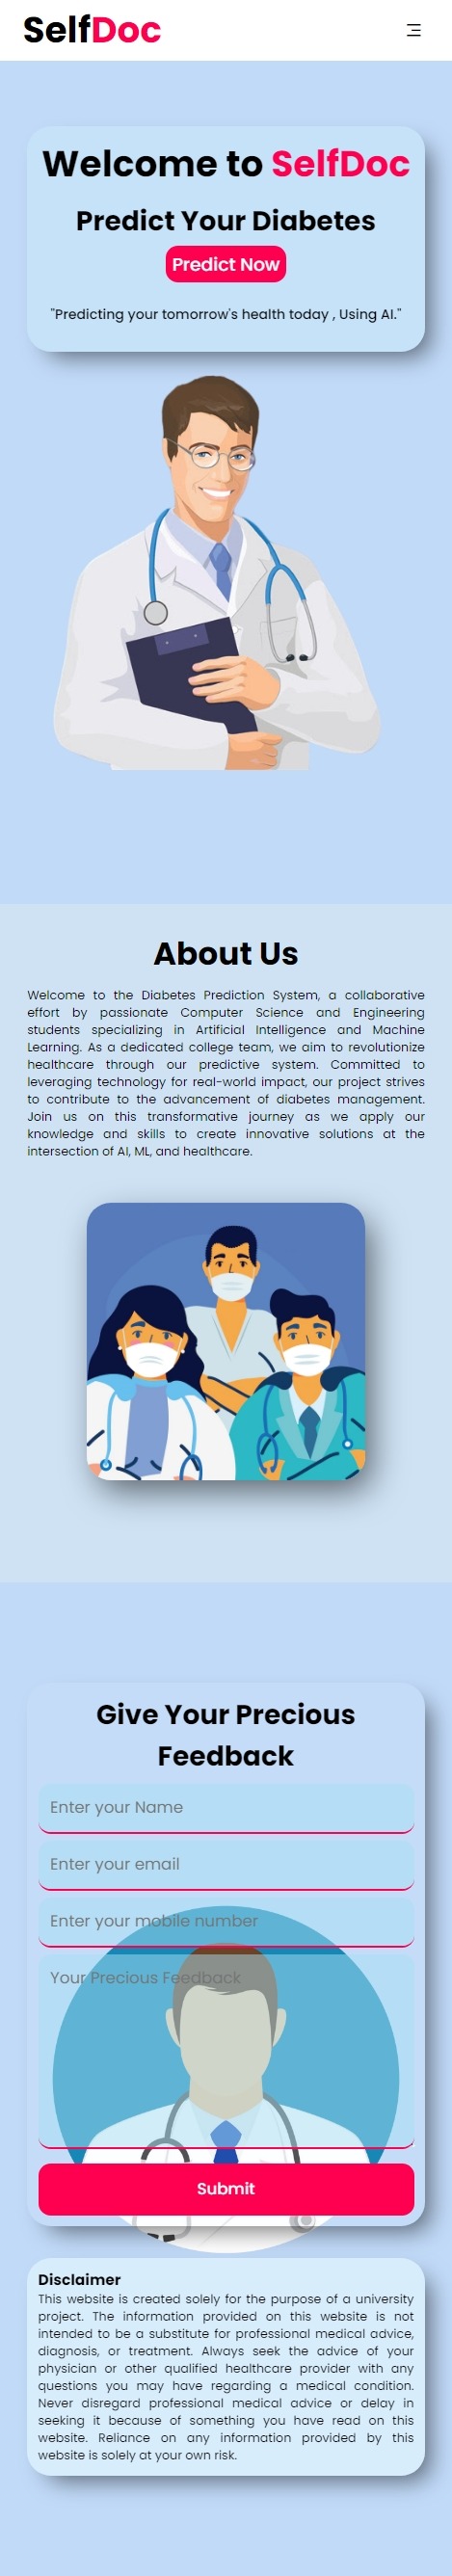 SelfDoc
Welcome to SelfDoc
Predict Your Diabetes
Predict Now
"Predicting your tomorrow's health today , Using AI."
About Us
Welcome to the Diabetes Prediction System, a collaborative
effort by passionate Computer Science and Engineering
students specializing in Artificial Intelligence and Machine
Learning. As a dedicated college team, we aim to revolutionize
healthcare through our predictive system. Committed to
leveraging technology for real-world impact, our project strives
to contribute to the advancement of diabetes management.
Join us on this transformative journey as we apply our
knowledge and skills to create innovative solutions at the
intersection of AI, ML, and healthcare.
Give Your Precious
Feedback
Enter your Name
Enter your email
Enter your mobile number
Your Precious Feedback
Submit
Disclaimer
This website is created solely for the purpose of a university
project. The information provided on this website is not
intended to be a substitute for professional medical advice,
diagnosis, or treatment. Always seek the advice of your
physician or other qualified healthcare provider with any
questions you may have regarding a medical condition.
Never disregard professional medical advice or delay in
seeking it because of something you have read on this
website. Reliance on any information provided by this
website is solely at your own risk.